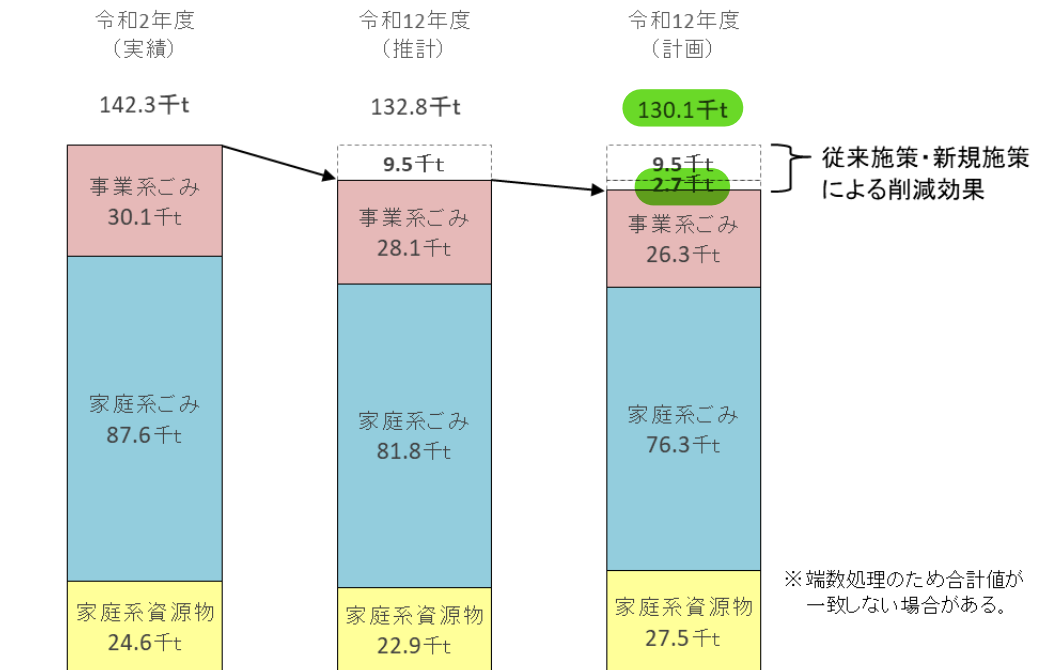 令和2年度
（実績）
142.3千t
事業系ごみ
30.1千t
家庭系ごみ
87.6千t
家庭系資源物
24.6千t
令和12年度
（推計）
132.8千t
9.5千t
事業系ごみ
28.1千t
家庭系ごみ
81.8千t
家庭系資源物
22.9千t
令和12年度
（計画）
130.1千t
9.5千t
2.7千t
事業系ごみ
26.3千t
家庭系ごみ
76.3千t
家庭系資源物
27.5千t
従来施策・新規施策
による削減効果
※端数処理のため合計値が
一致しない場合がある。